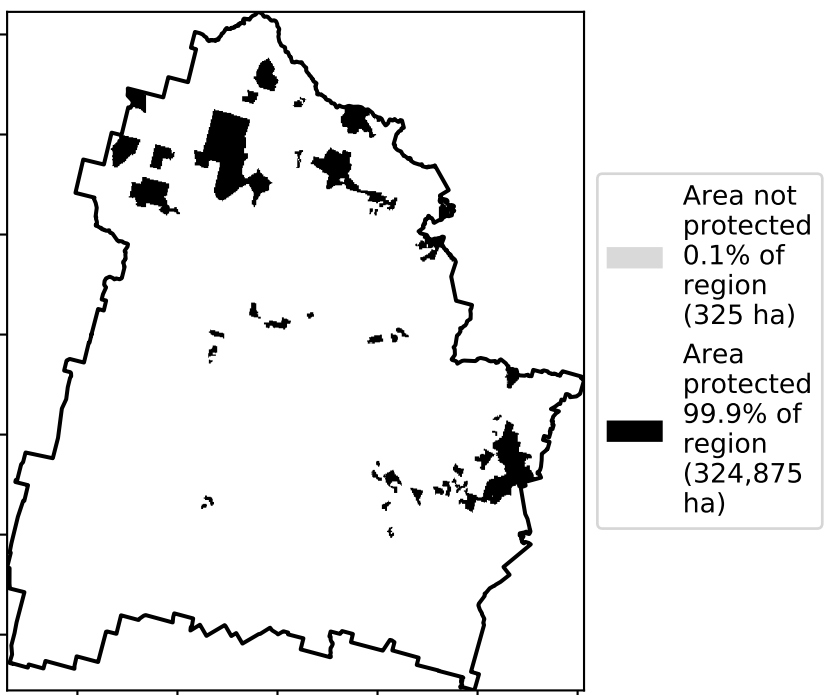 Area not
protected
0.1% of
region
(325 ha)
Area
protected
99.9% of
region
(324,875
ha)